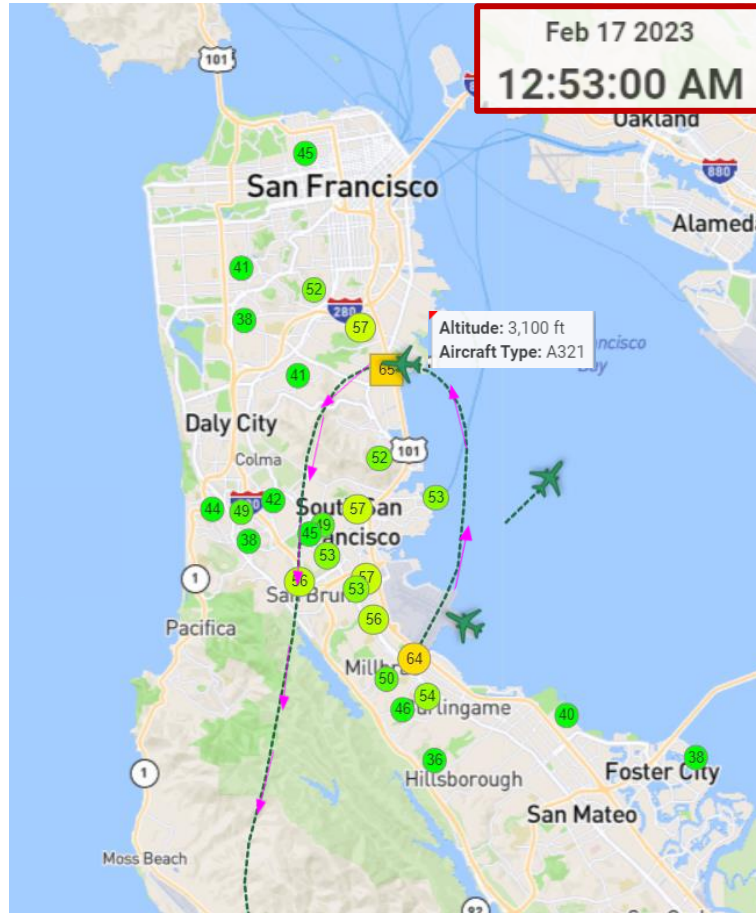 Feb 17 2023
12:53:00 AM
101
Oakland
880
45
San Francisco
Alameda
41
52
280
38
57
Altitude: 3,100 ft
Aircraft Type: A321
Bay
65
41
Daly City
52
101
Colma
53
42
44
49
57
South San
Francisco
49
45
38
53
1
56
57
53
San Bruno
56
Pacifica
64
Millbrae
50
54
Burlingame
46
40
36
38
Foster City
Hillsborough
1
San Mateo
Moss Beach
92